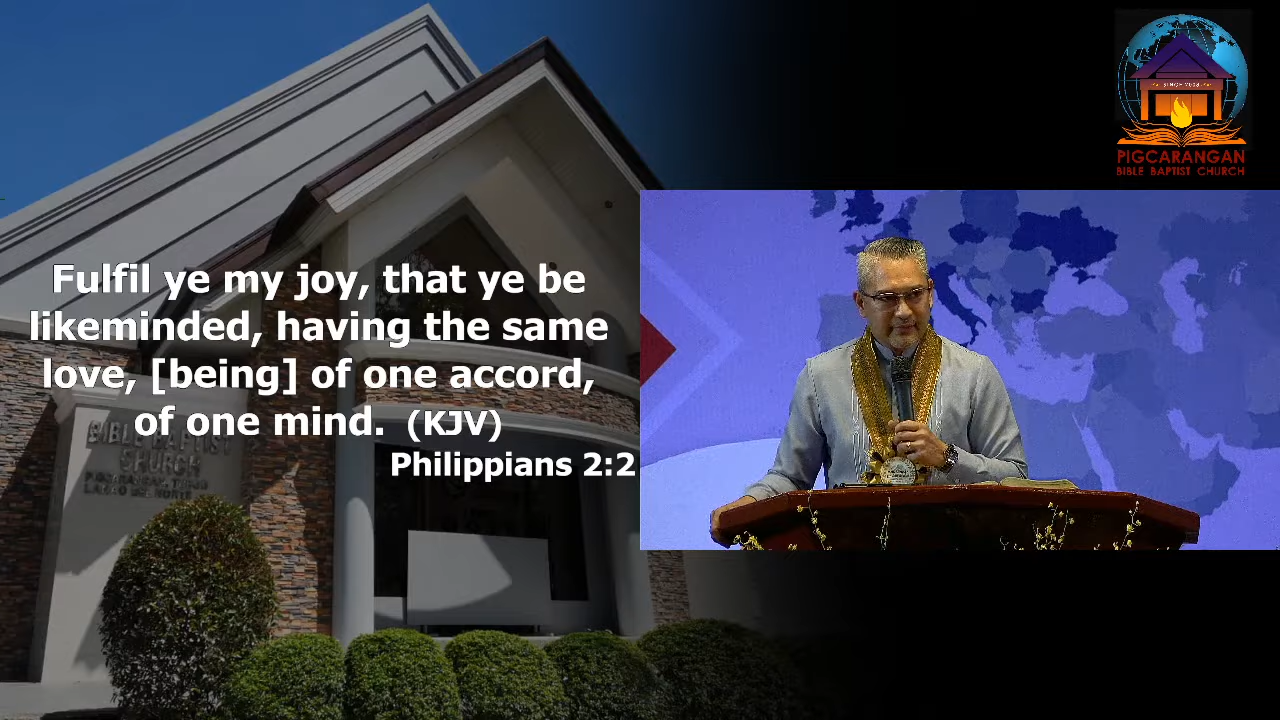 Fulfil ye my joy, that ye be
likeminded, having the same
love, [being] of one accord,
of one mind. (KJV)
Philippians 2:2
BIBLE BAPTIST
CHURCH
PIGCARANGAN
BIBLE BAPTIST CHURCH